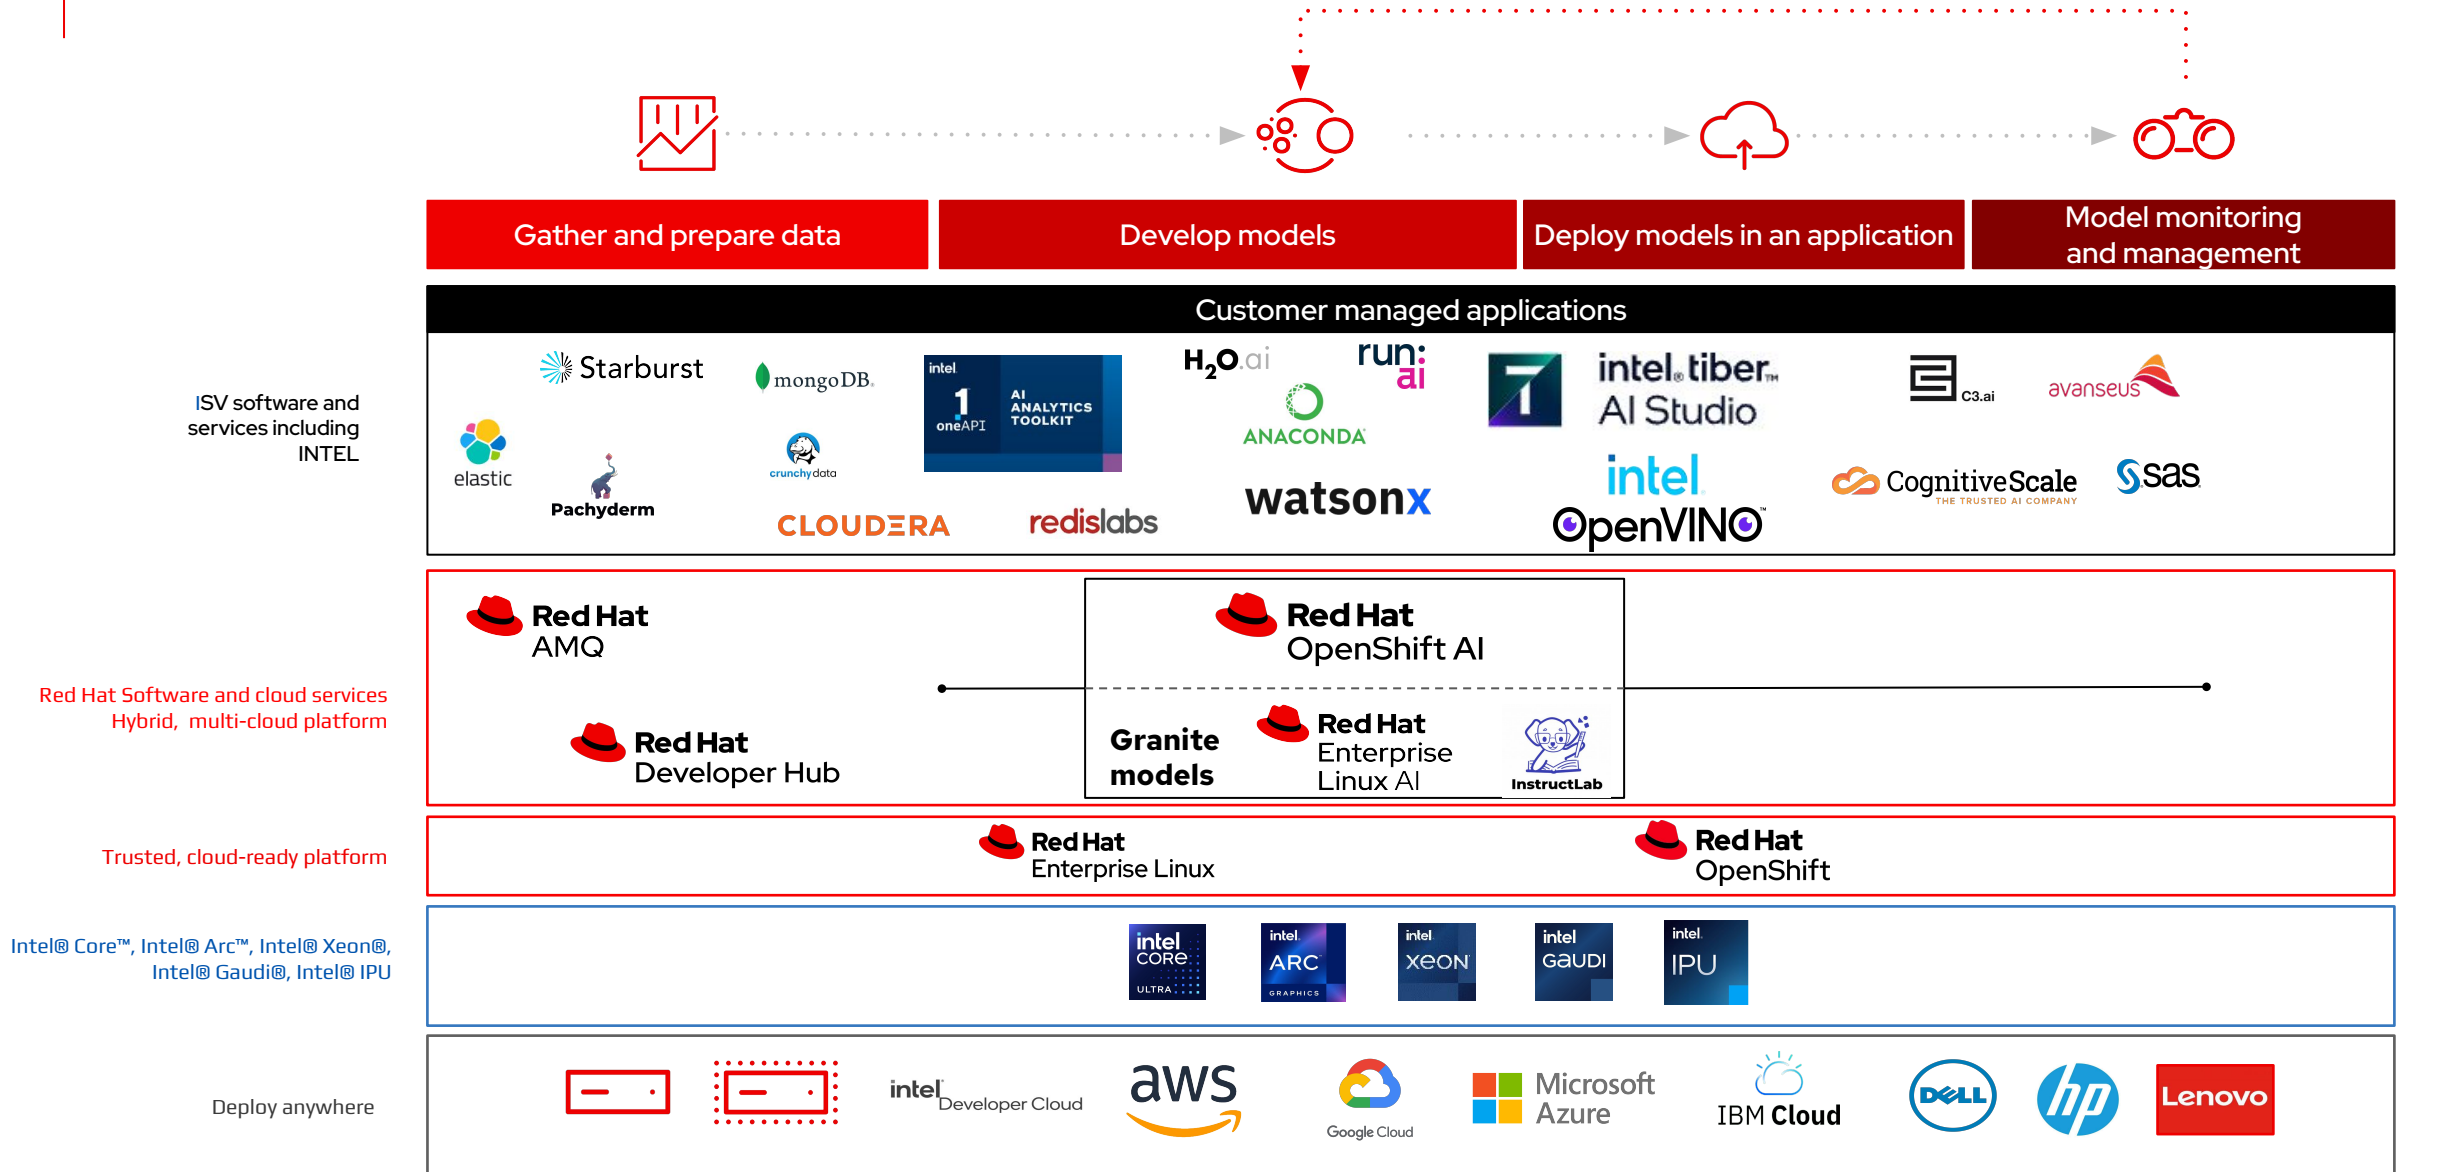 Gather and prepare data
Develop models
Deploy models in an application
Model monitoring
and management
Customer managed applications
ISV software and
services including
INTEL
Starburst
mongoDB.
elastic
Pachyderm
crunchydata
CLOUDERA
intel
1
oneAPI
AI
ANALYTICS
TOOLKIT
redislabs
H2O.ai
run:
ai
ANACONDA
watsonx
intel® tiber™
AI Studio
intel
OpenVINO™
C3.ai
avanseus
CognitiveScale
THE TRUSTED AI COMPANY
sas
Red Hat Software and cloud services
Hybrid, multi-cloud platform
Red Hat
AMQ
Red Hat
Developer Hub
Red Hat
OpenShift AI
Granite
models
Red Hat
Enterprise
Linux AI
InstructLab
Trusted, cloud-ready platform
Red Hat
Enterprise Linux
Red Hat
OpenShift
Intel® Core™, Intel® Arc™, Intel® Xeon®,
Intel® Gaudi®, Intel® IPU
intel
CORE
ULTRA
intel
ARC
GRAPHICS
intel
XEON
intel
GAUDI
intel
IPU
Deploy anywhere
intel
Developer Cloud
aws
Google Cloud
Microsoft
Azure
IBM Cloud
DELL
hp
Lenovo